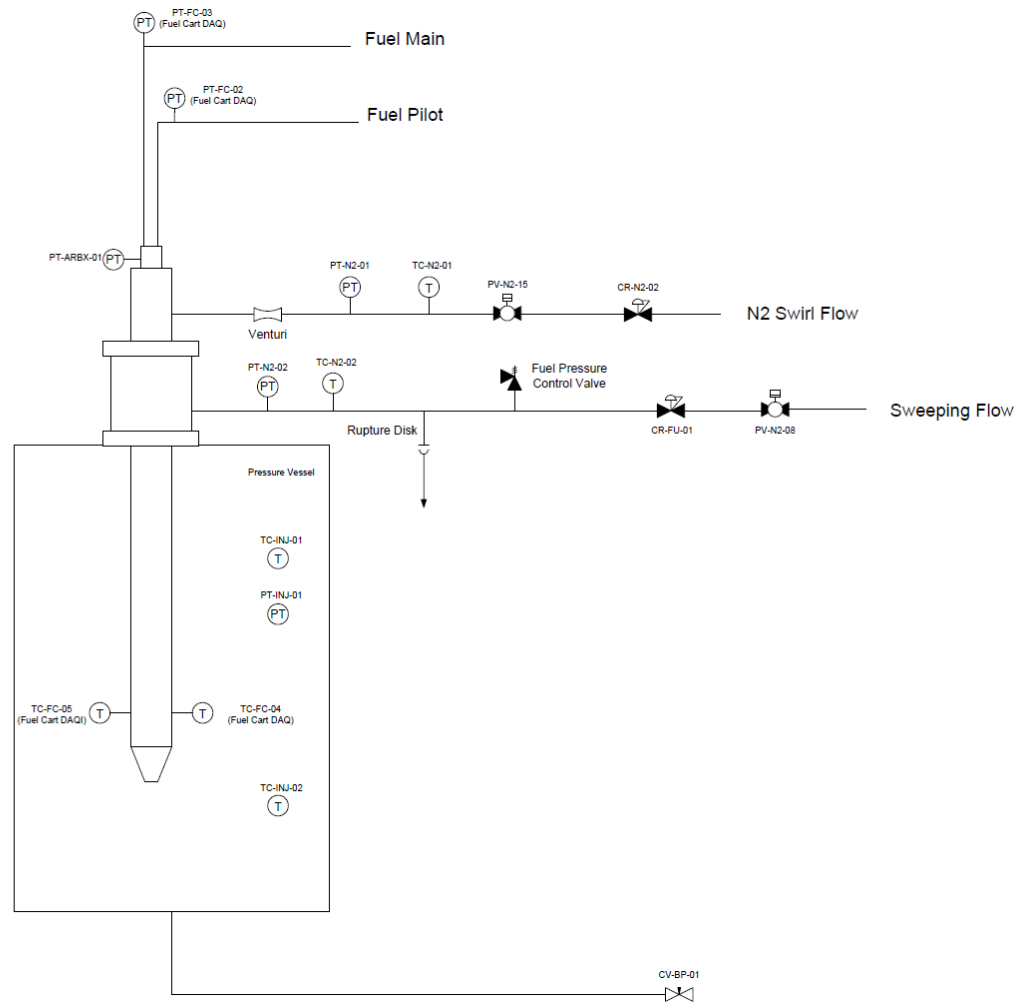 PT-FC-03
(Fuel Cart DAQ)
PT
Fuel Main
PT-FC-02
(Fuel Cart DAQ)
PT
Fuel Pilot
PT-ARBX-01
PT
PT-N2-01
PT
TC-N2-01
T
PV-N2-15
CR-N2-02
N2 Swirl Flow
Venturi
PT-N2-02
PT
TC-N2-02
T
Fuel Pressure
Control Valve
Sweeping Flow
Rupture Disk
CR-FU-01
PV-N2-08
Pressure Vessel
TC-INJ-01
T
PT-INJ-01
PT
TC-FC-05
(Fuel Cart DAQI)
T
T
TC-FC-04
(Fuel Cart DAQ)
TC-INJ-02
T
CV-BP-01